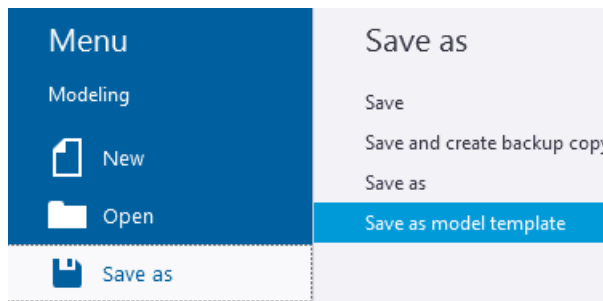 Menu
Modeling
New
Open
Save as
Save as
Save
Save and create backup copy
Save as
Save as model template